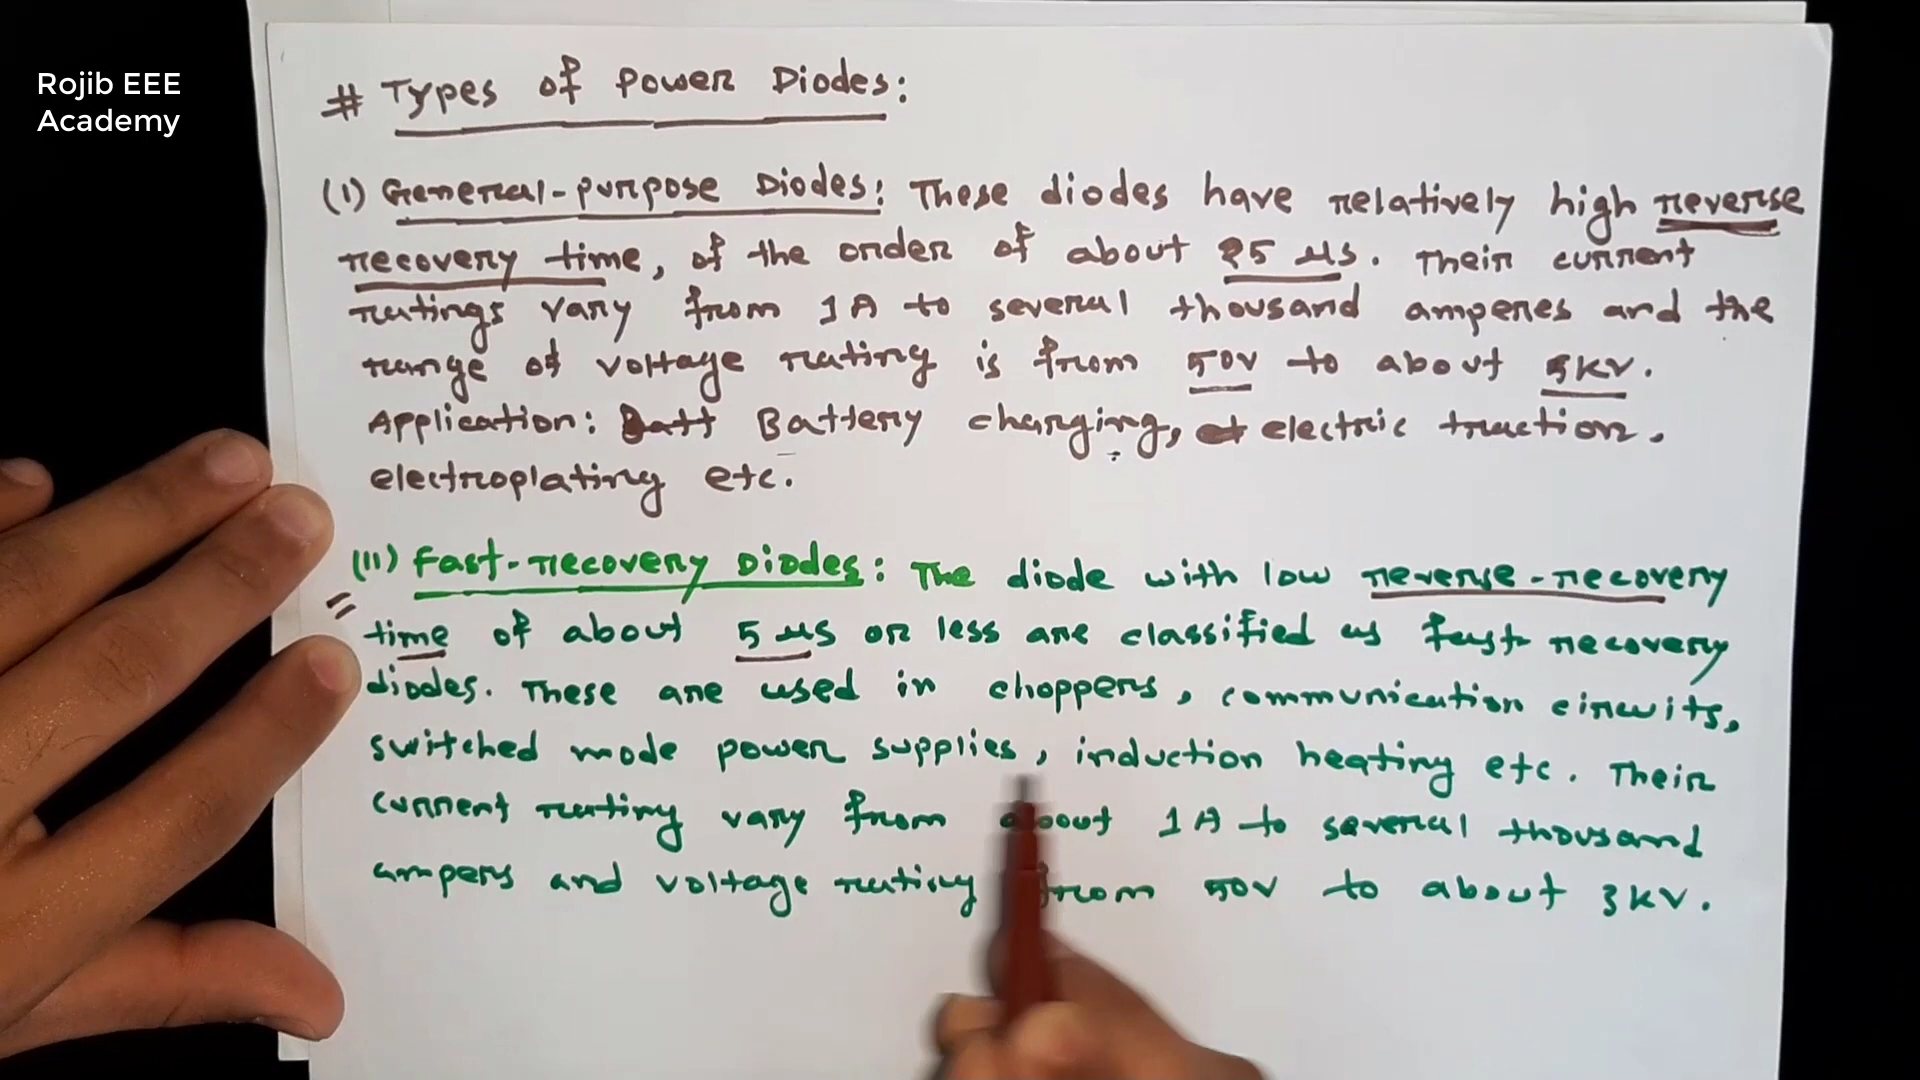 Rojib EEE
Academy
# Types of Power Diodes:
(I) General-purpose Diodes: These diodes have relatively high reverse
recovery time, of the order of about 25 μs. Their current
ratings vary from 1A to several thousand amperes and the
range of voltage rating is from 50V to about 5KV.
Application: Battery charging, electric traction.
electroplating etc.
(II) Fast-recovery Diodes: The diode with low reverse-recovery
time of about 5 μs or less are classified as fast recovery
diodes. These are used in choppers, communication circuits,
switched mode power supplies, induction heating etc. Their
current rating vary from about 1A to several thousand
ampers and voltage rating from 50V to about 3KV.